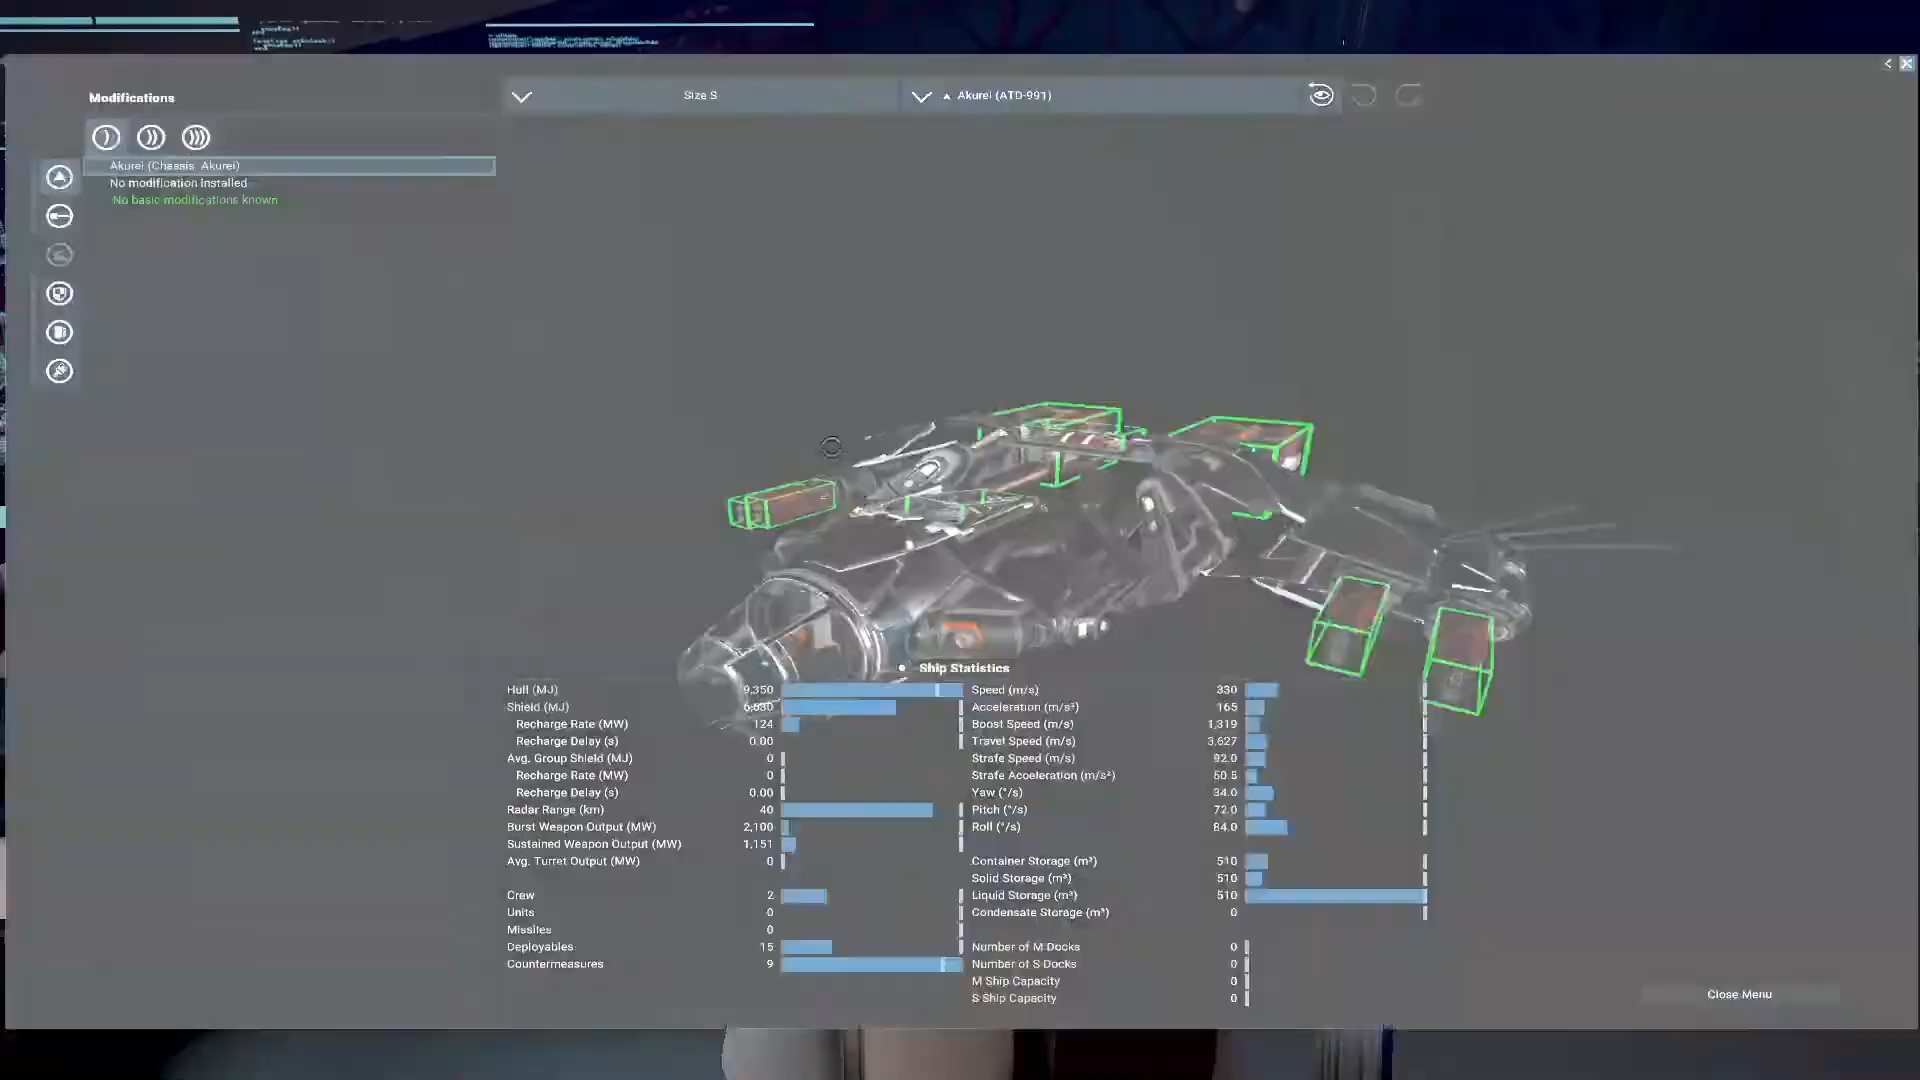 Modifications
Size S
Akurei (ATD-991)
Akurei (Chassis: Akurei)
No modification installed
No basic modifications known
Ship Statistics
Hull (MJ) 9,350
Shield (MJ)
Recharge Rate (MW) 124
Recharge Delay (s) 0.00
Avg. Group Shield (MJ) 0
Recharge Rate (MW) 0
Recharge Delay (s) 0.00
Radar Range (km) 40
Burst Weapon Output (MW) 2,100
Sustained Weapon Output (MW) 1,151
Avg. Turret Output (MW) 0
Crew 2
Units 0
Missiles 0
Deployables 15
Countermeasures 9
Speed (m/s) 330
Acceleration (m/s²) 165
Boost Speed (m/s) 1,319
Travel Speed (m/s) 3,627
Strafe Speed (m/s) 92.0
Strafe Acceleration (m/s²) 50.5
Yaw (°/s) 34.0
Pitch (°/s) 72.0
Roll (°/s) 84.0
Container Storage (m³) 510
Solid Storage (m³) 510
Liquid Storage (m³) 510
Condensate Storage (m³) 0
Number of M Docks 0
Number of S Docks 0
M Ship Capacity 0
S Ship Capacity 0
Close Menu